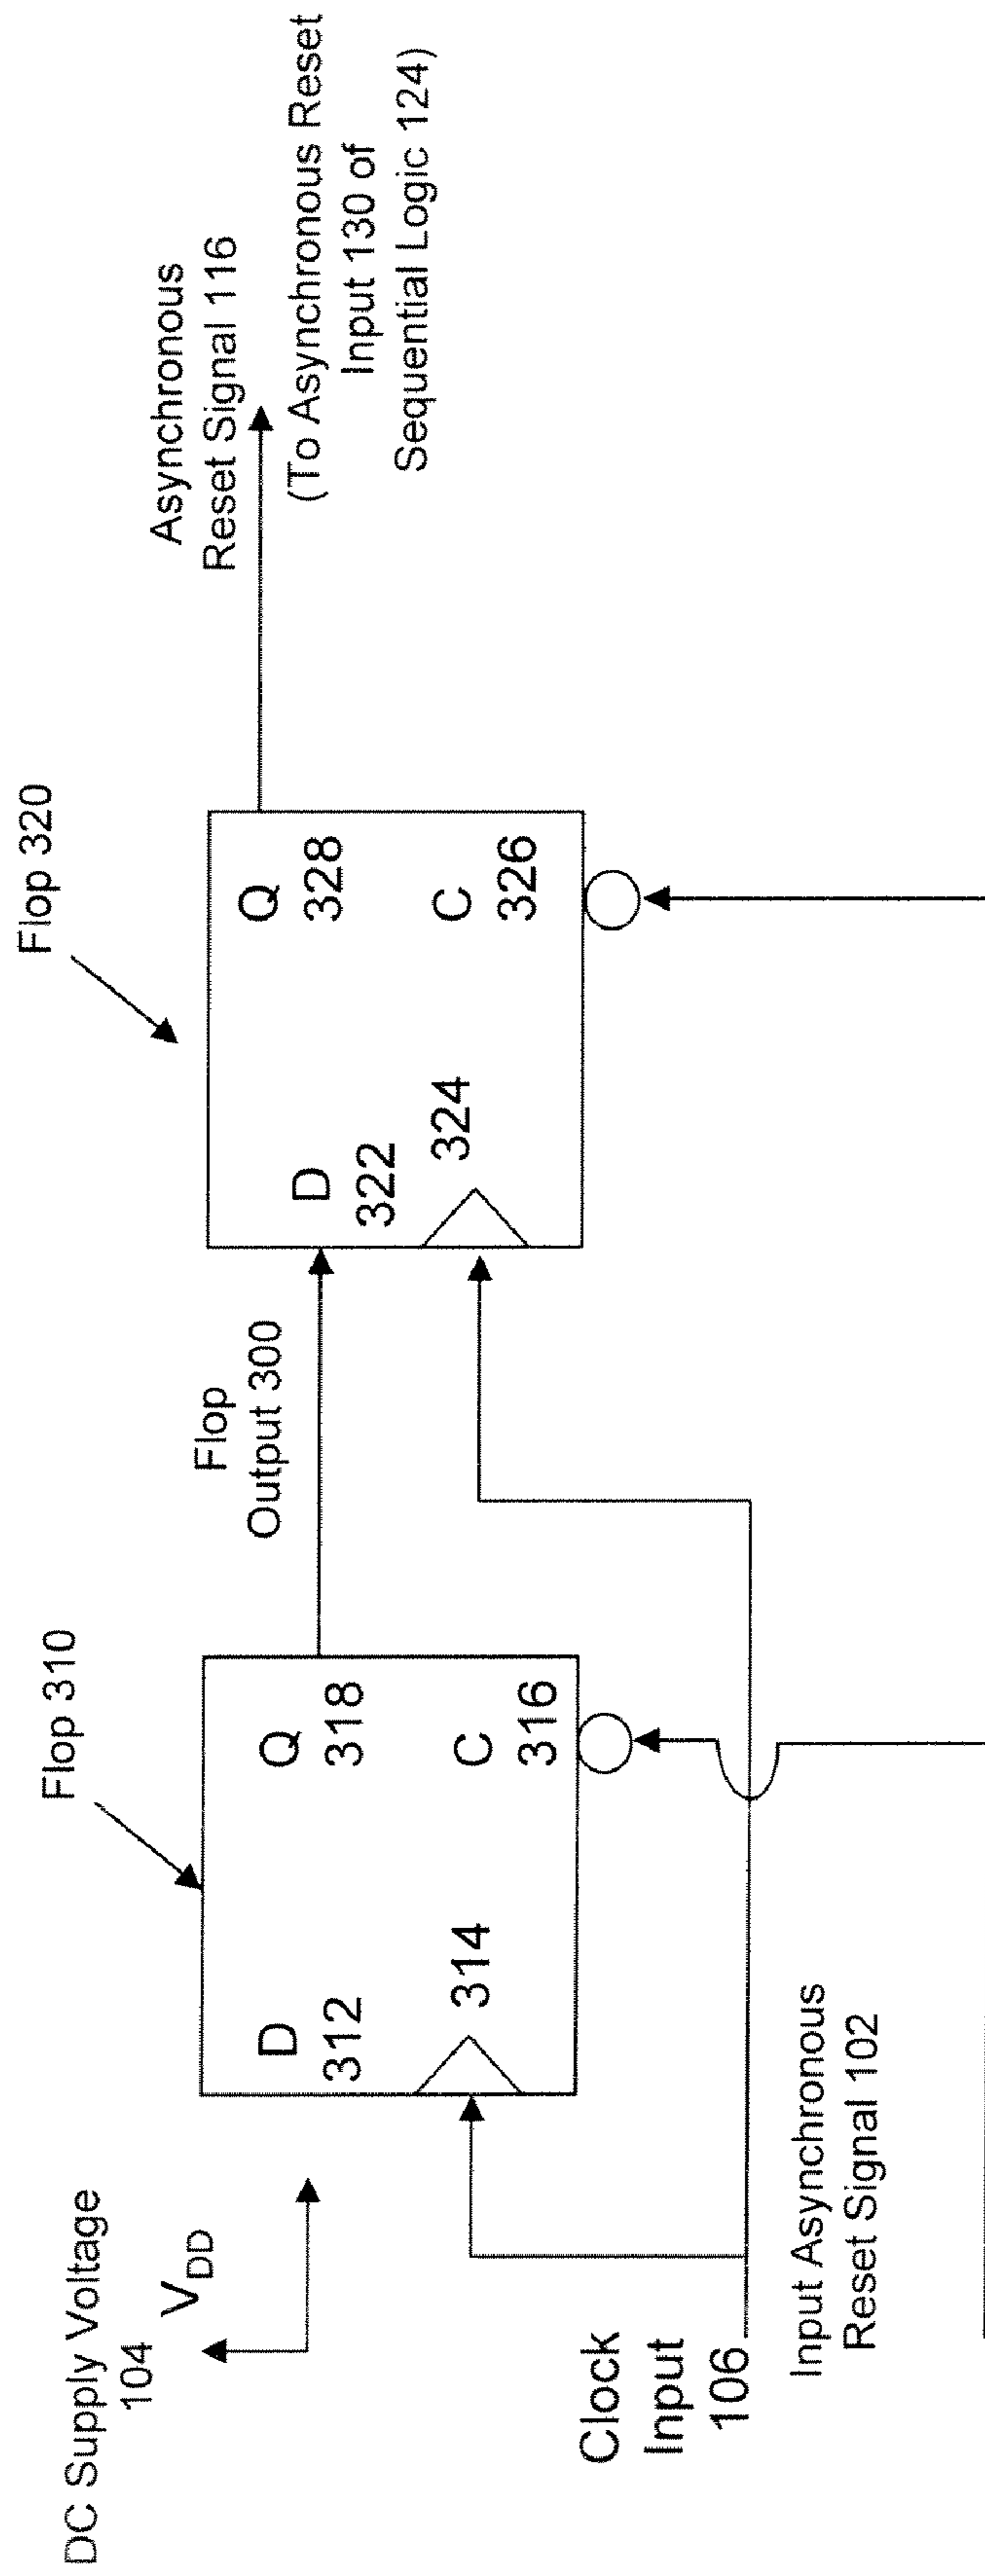 DC Supply Voltage
104
V DD
Flop 310
D
312
314
Q
318
C
316
Flop
Output 300
Flop 320
D
322
324
Q
328
C
326
Asynchronous
Reset Signal 116
(To Asynchronous Reset
Input 130 of
Sequential Logic 124)
Clock
Input
106
Input Asynchronous
Reset Signal 102